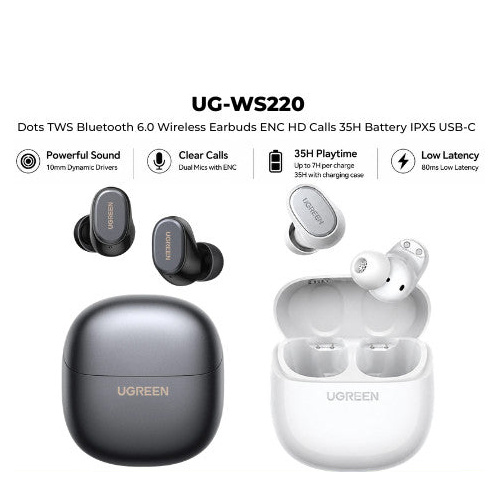 UG-WS220
Dots TWS Bluetooth 6.0 Wireless Earbuds ENC HD Calls 35H Battery IPX5 USB-C
Powerful Sound
10mm Dynamic Drivers
Clear Calls
Dual Mics with ENC
35H Playtime
Up to 7H per charge
35H with charging case
Low Latency
80ms Low Latency
UGREEN
UGREEN
UGREEN
UGREEN
UGREEN